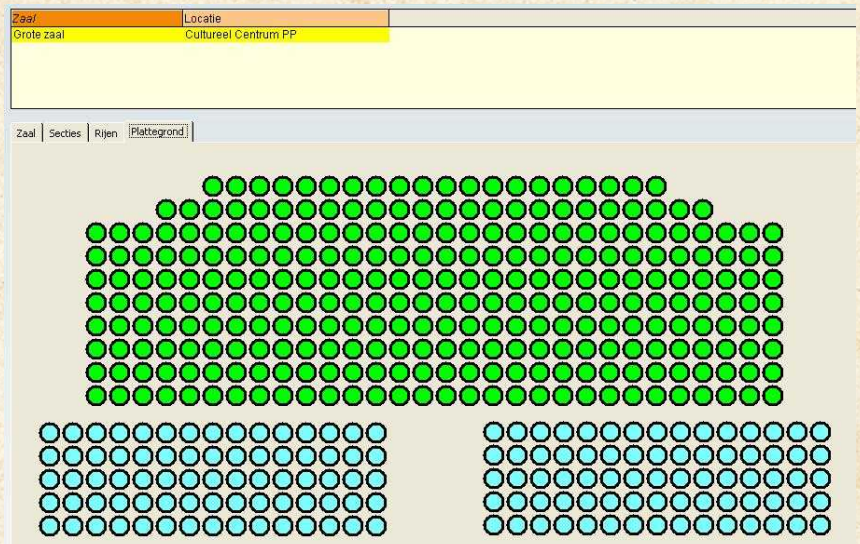 Zaal Locatie
Grote zaal Cultureel Centrum PP
Zaal Secties Rijen Plattegrond